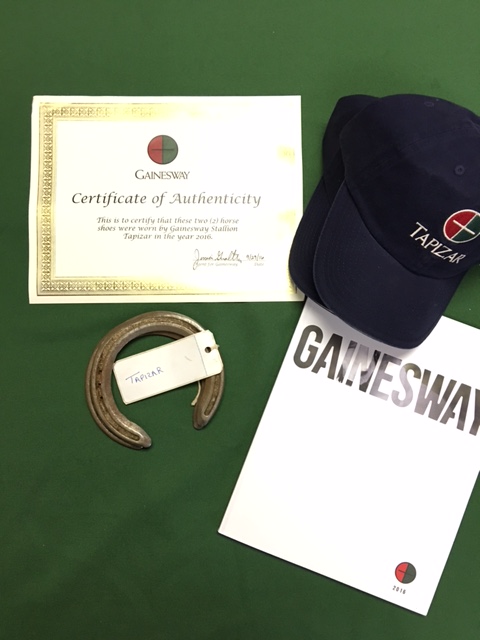 GAINESWAY
Certificate of Authenticity
This is to certify that these two (2) horse
shoes were worn by Gainesway Stallion
Tapizar in the year 2016.
TAPIZAR
TAPIZAR
GAINESWAY
2016